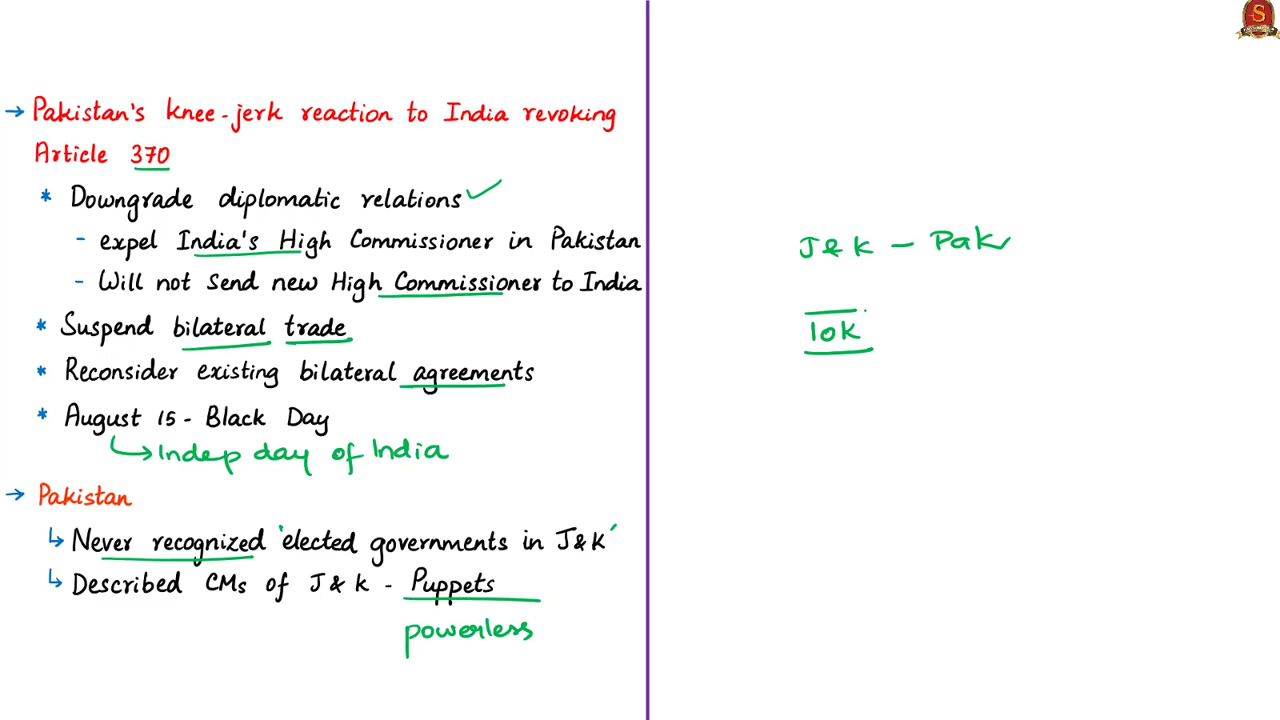 → Pakistan's knee-jerk reaction to India revoking
Article 370
* Downgrade diplomatic relations ✓
- expel India's High Commissioner in Pakistan
- Will not send new High Commissioner to India
* Suspend bilateral trade
* Reconsider existing bilateral agreements
* August 15 - Black Day
↳ Indep day of India
→ Pakistan
↳ Never recognized 'elected governments in J&K'
↳ Described CMs of J & K - Puppets
powerless
J & K - Pak
IOK
S